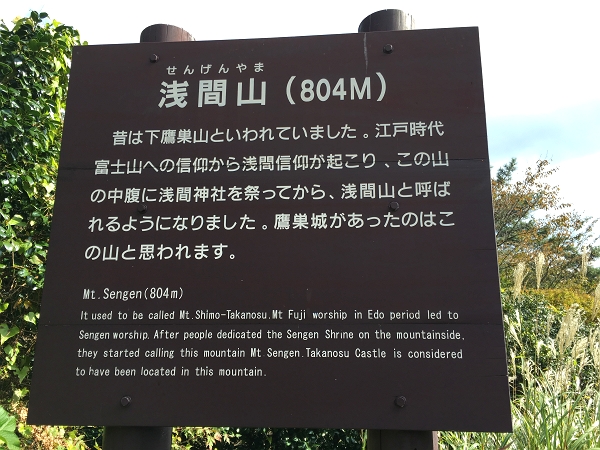 せんげんやま
浅間山(804M)
昔は下鷹巣山といわれていました。江戸時代
富士山への信仰から浅間信仰が起こり、この山
の中腹に浅間神社を祭ってから、浅間山と呼ば
れるようになりました。鷹巣城があったのはこ
の山と思われます。
Mt.Sengen(804m)
It used to be called Mt.Shimo-Takanosu.Mt Fuji worship in Edo period led to
Sengen worship. After people dedicated the Sengen Shrine on the mountainside,
they started calling this mountain Mt Sengen.Takanosu Castle is considered
to have been located in this mountain.